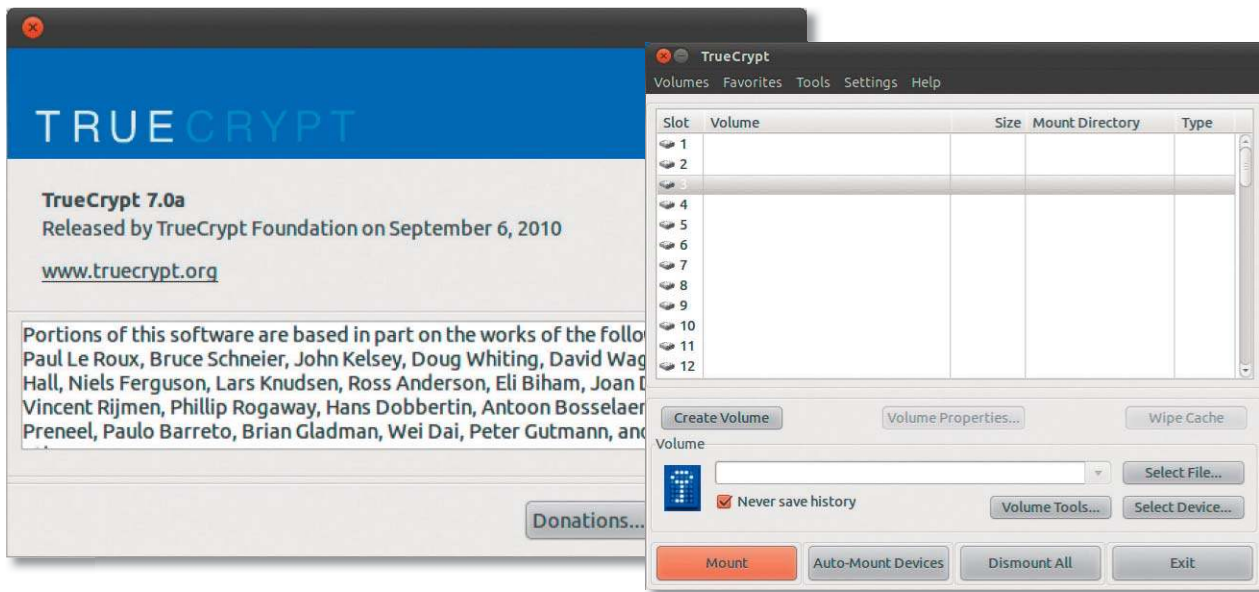 TRUECRYPT
TrueCrypt 7.0a
Released by TrueCrypt Foundation on September 6, 2010
www.truecrypt.org
Portions of this software are based in part on the works of the
Paul Le Roux, Bruce Schneier, John Kelsey, Doug Whiting, David
Hall, Niels Ferguson, Lars Knudsen, Ross Anderson, Eli Biham, Joan
Vincent Rijmen, Phillip Rogaway, Hans Dobbertin, Antoon
Preneel, Paulo Barreto, Brian Gladman, Wei Dai, Peter Gutmann,
Donations...
TrueCrypt
Volumes Favorites Tools Settings Help
Slot Volume Size Mount Directory Type
1
2
3
4
5
6
7
8
9
10
11
12
Create Volume Volume Properties... Wipe Cache
Volume
Select File...
Never save history Volume Tools... Select Device...
Mount Auto-Mount Devices Dismount All Exit